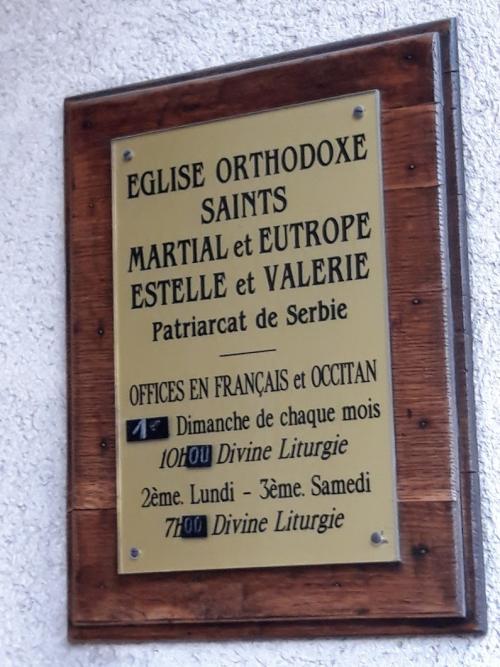 EGLISE ORTHODOXE
SAINTS
MARTIAL et EUTROPE
ESTELLE et VALERIE
Patriarcat de Serbie
OFFICES EN FRANÇAIS et OCCITAN
1er Dimanche de chaque mois
10H00 Divine Liturgie
2ème. Lundi - 3ème. Samedi
7h00 Divine Liturgie